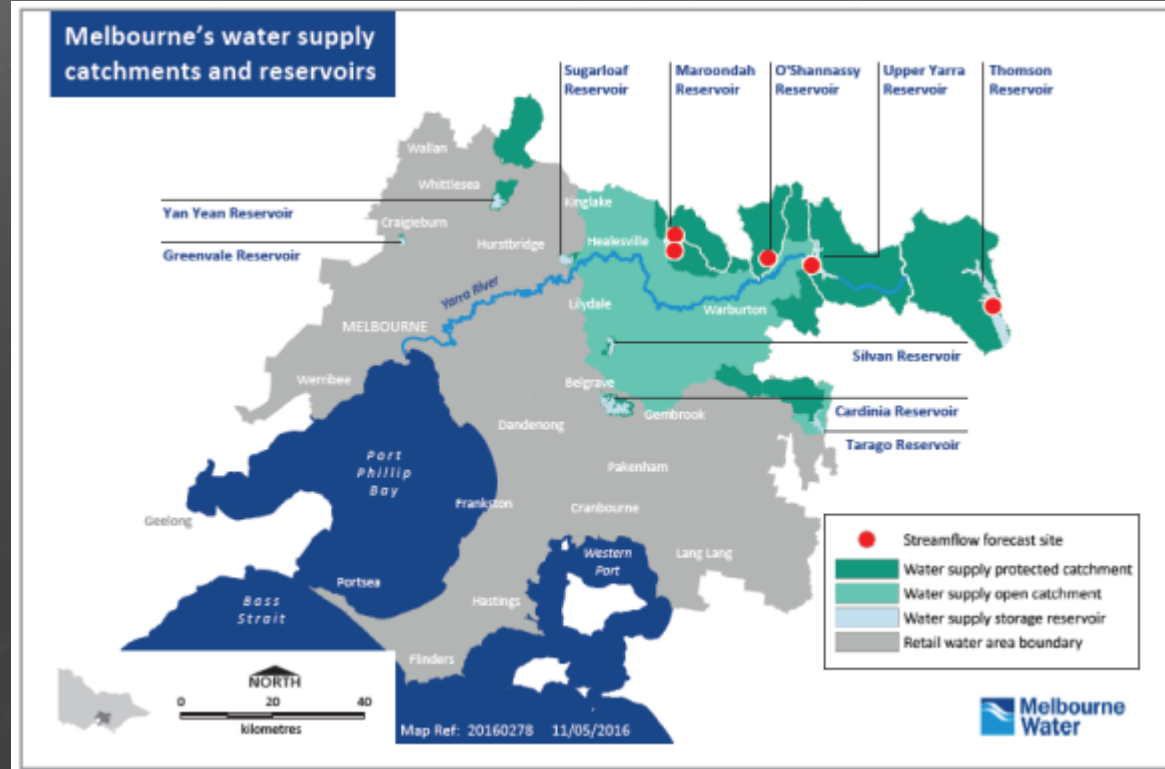 Melbourne's water supply
catchments and reservoirs
Sugarloaf
Reservoir
Maroondah
Reservoir
O'Shannassy
Reservoir
Upper Yarra
Reservoir
Thomson
Reservoir
Wallan
Whittlesea
Yan Yean Reservoir
Kinglake
Craigieburn
Greenvale Reservoir
Hurstbridge
Healesville
Yarra River
Lilydale
Warburton
MELBOURNE
Silvan Reservoir
Werribee
Belgrave
Cardinia Reservoir
Gembrook
Dandenong
Tarago Reservoir
Port
Phillip
Bay
Pakenham
Frankston
Cranbourne
Geelong
Western
Port
Lang Lang
Portsea
Hastings
Bass
Strait
Flinders
Streamflow forecast site
Water supply protected catchment
Water supply open catchment
Water supply storage reservoir
Retail water area boundary
NORTH
0 20 40
kilometres
Map Ref: 20160278 11/05/2016
Melbourne
Water